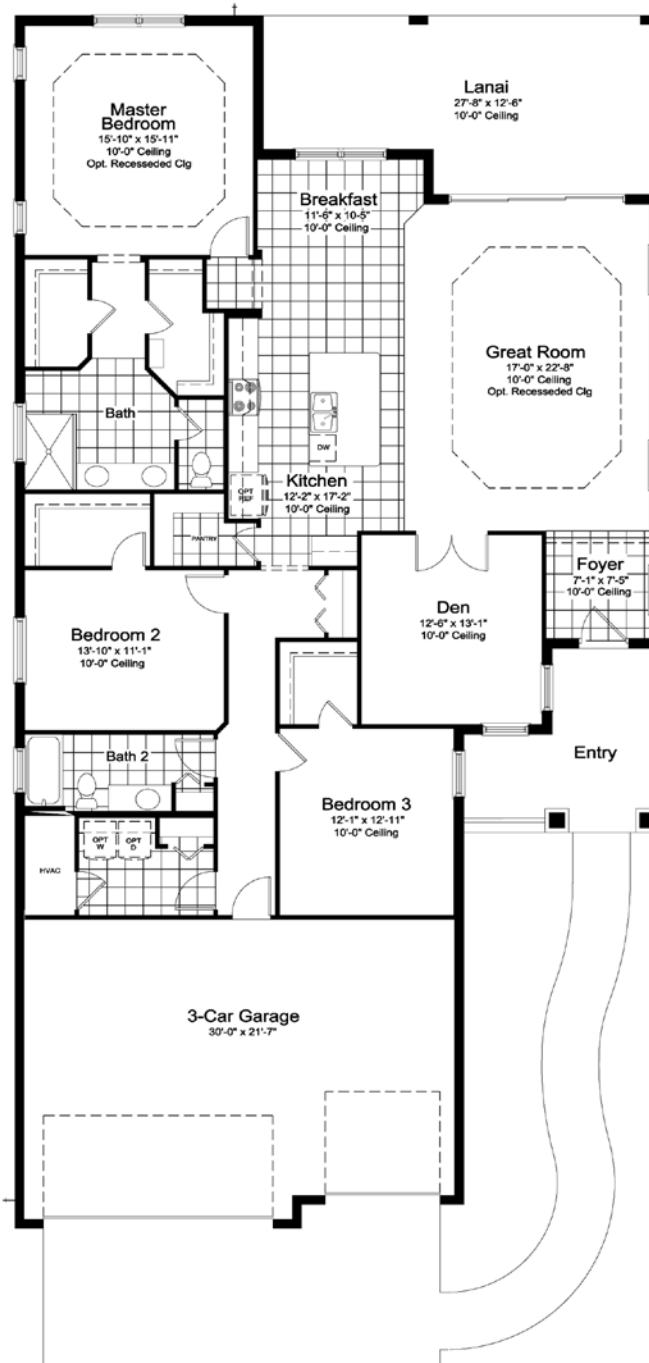 Lanai
27'-8" x 12'-6"
10'-0" Ceiling
Master
Bedroom
15'-10" x 15'-11"
10'-0" Ceiling
Opt. Recesseded Clg
Breakfast
11'-6" x 10'-5"
10'-0" Ceiling
Great Room
17'-0" x 22'-8"
10'-0" Ceiling
Opt. Recesseded Clg
Bath
DW
Kitchen
12'-2" x 17'-2"
10'-0" Ceiling
OPT
REF
PANTRY
Foyer
7'-1" x 7'-5"
10'-0" Ceiling
Den
12'-6" x 13'-1"
10'-0" Ceiling
Bedroom 2
13'-10" x 11'-1"
10'-0" Ceiling
Bath 2
Entry
Bedroom 3
12'-1" x 12'-11"
10'-0" Ceiling
OPT
W
OPT
D
HVAC
3-Car Garage
30'-0" x 21'-7"